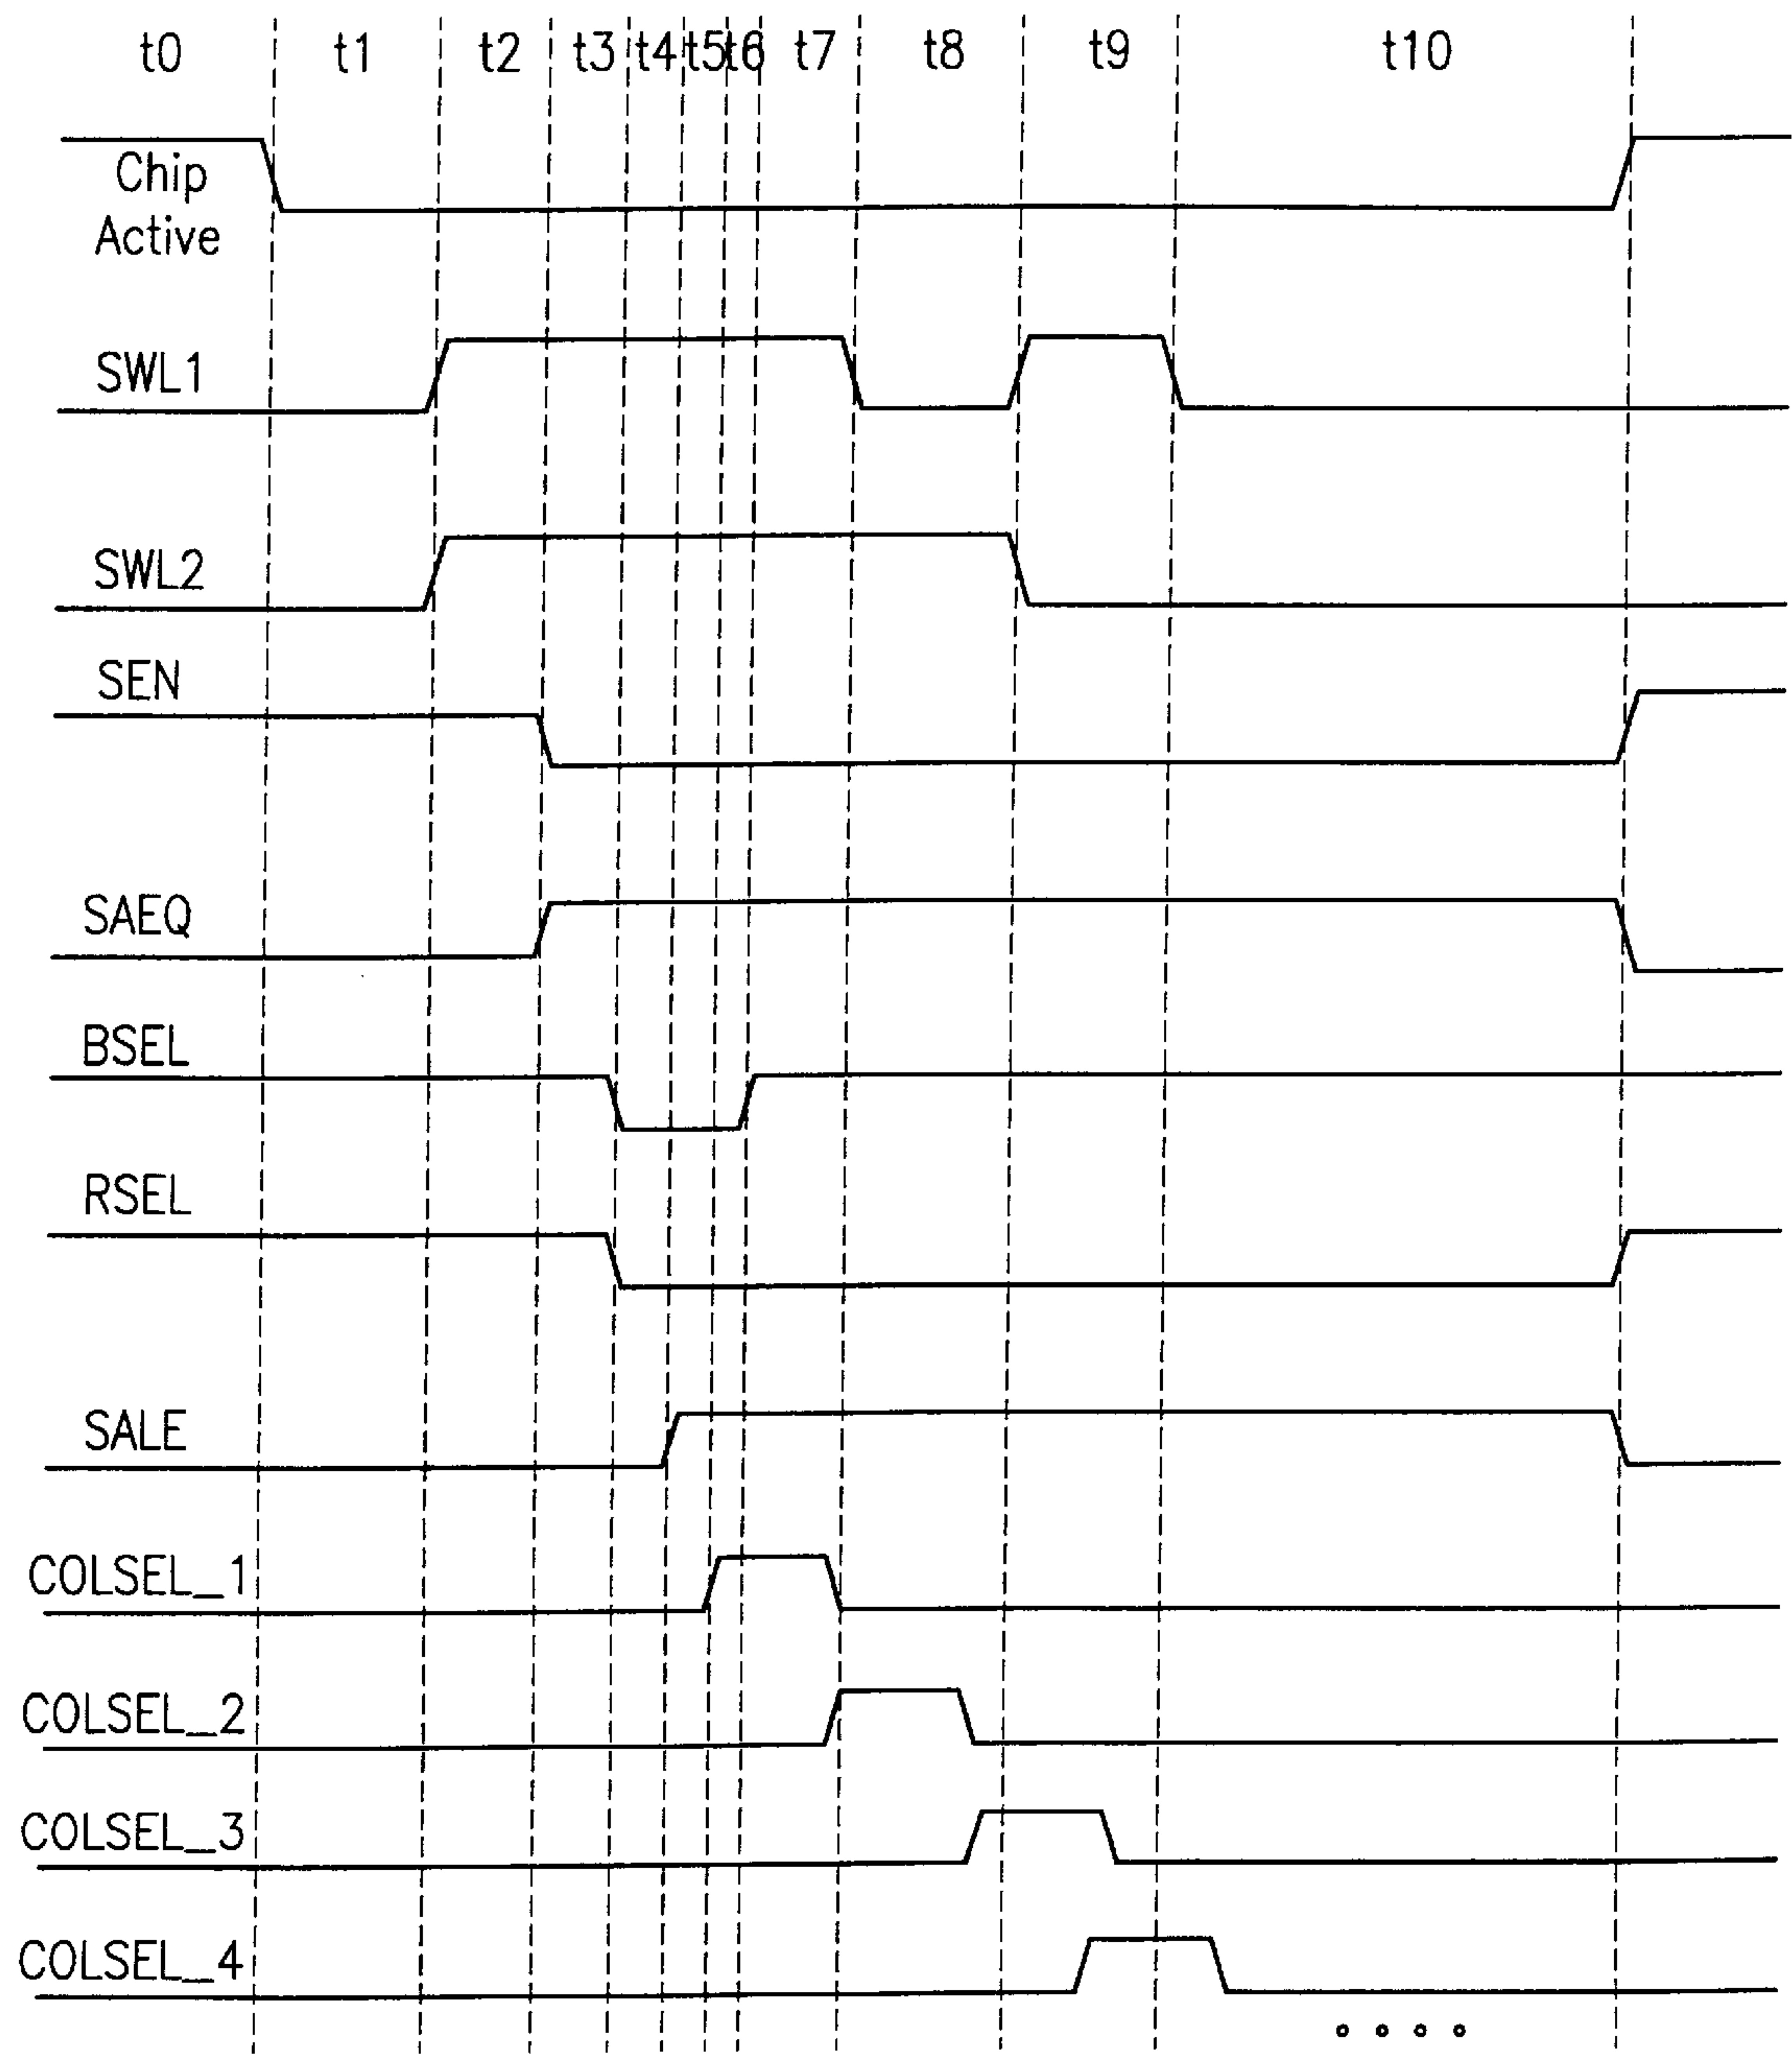 t0 t1 t2 t3 t4 t5 t6 t7 t8 t9 t10
Chip
Active
SWL1
SWL2
SEN
SAEQ
BSEL
RSEL
SALE
COLSEL_1
COLSEL_2
COLSEL_3
COLSEL_4